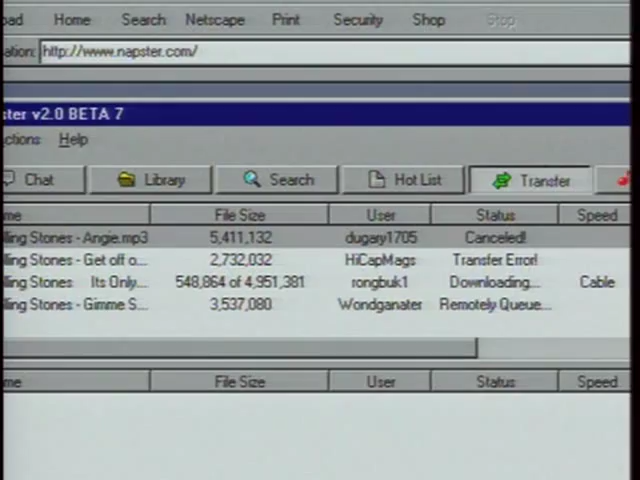 oad Home Search Netscape Print Security Shop Stop
ation: http://www.napster.com/
ster v2.0 BETA 7
ctions Help
Chat Library Search Hot List Transfer
me File Size User Status Speed
lling Stones - Angie.mp3 5,411,132 dugary1705 Canceled!
lling Stones - Get off o... 2,732,032 HiCapMags Transfer Error!
lling Stones Its Only... 548,864 of 4,951,381 rongbuk1 Downloading... Cable
lling Stones - Gimme S... 3,537,080 Wondganater Remotely Queue...
me File Size User Status Speed